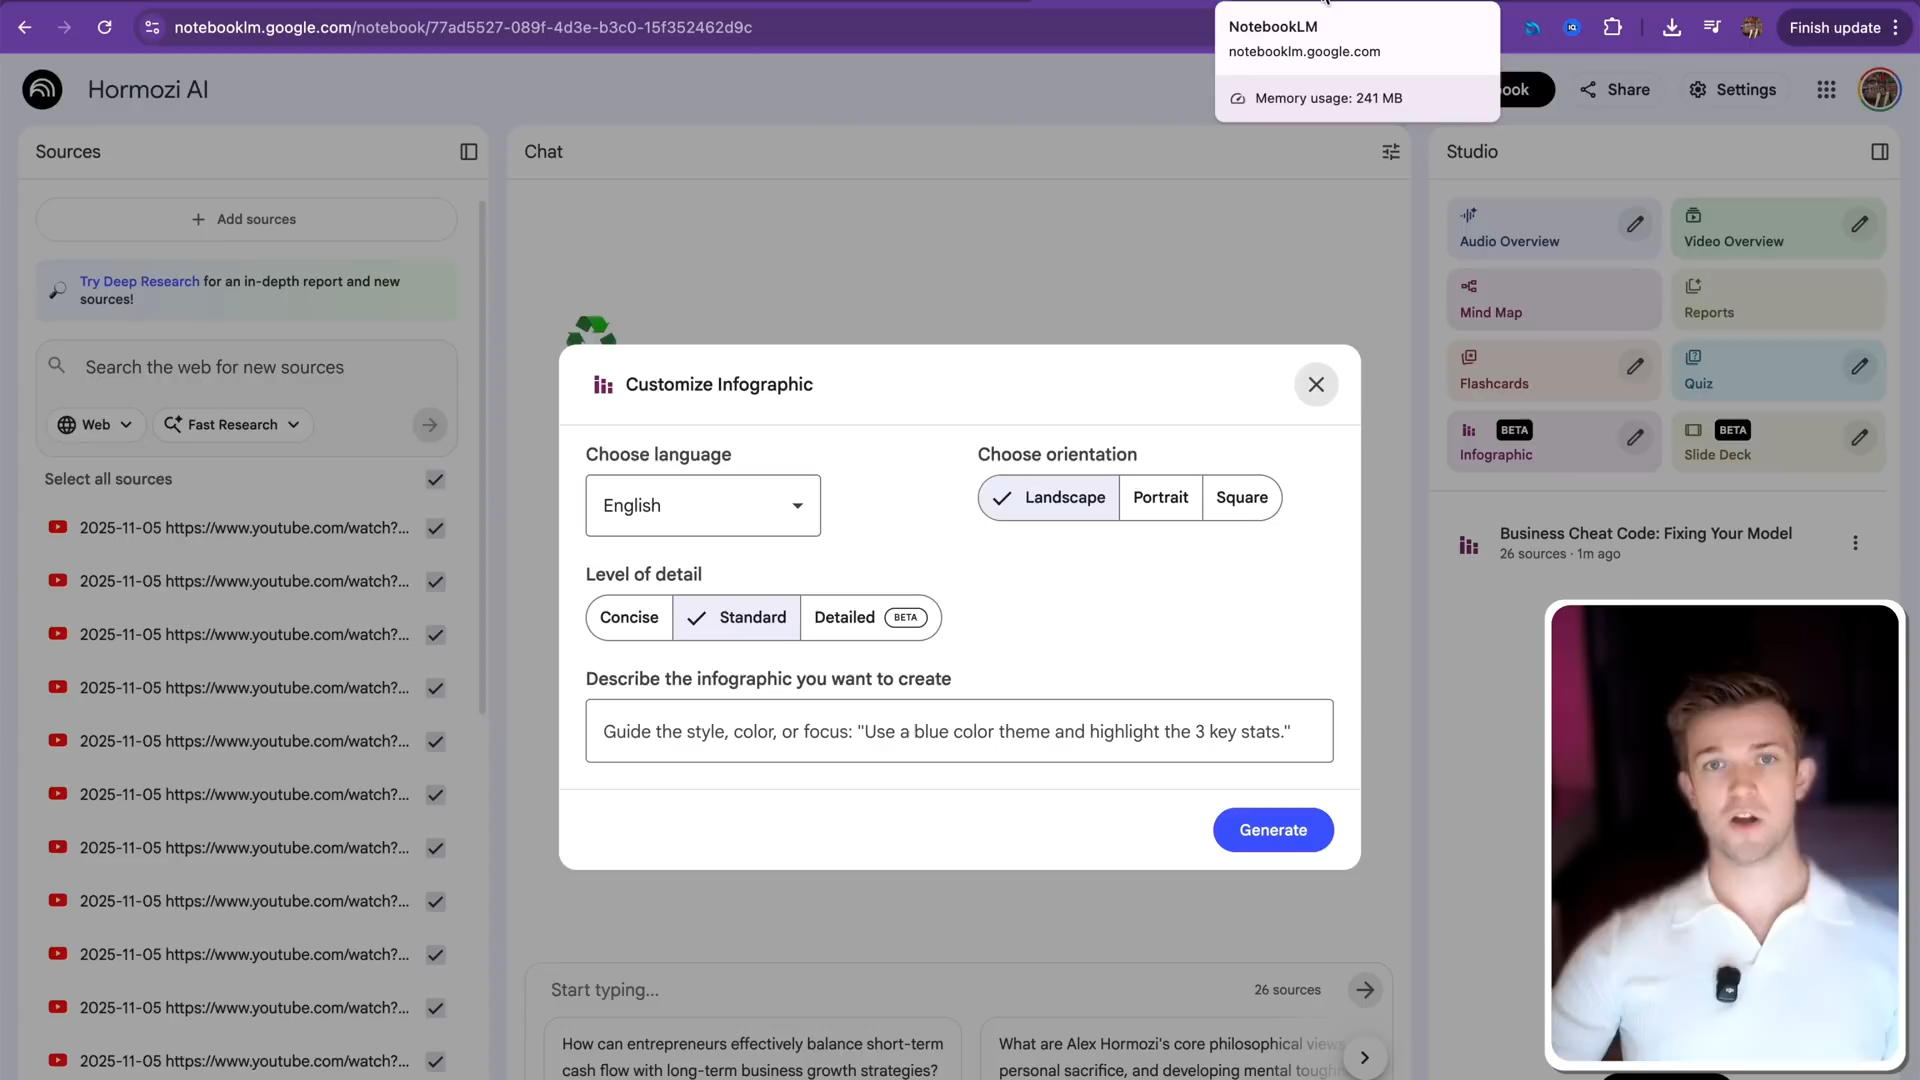 notebooklm.google.com/notebook/77ad5527-089f-4d3e-b3c0-15f352462d9c
NotebookLM
notebooklm.google.com
Memory usage: 241 MB
Finish update
Hormozi AI
Share
Settings
Sources
Chat
Studio
Add sources
Try Deep Research for an in-depth report and new
sources!
Search the web for new sources
Web
Fast Research
Select all sources
2025-11-05 https://www.youtube.com/watch?...
2025-11-05 https://www.youtube.com/watch?...
2025-11-05 https://www.youtube.com/watch?...
2025-11-05 https://www.youtube.com/watch?...
2025-11-05 https://www.youtube.com/watch?...
2025-11-05 https://www.youtube.com/watch?...
2025-11-05 https://www.youtube.com/watch?...
2025-11-05 https://www.youtube.com/watch?...
2025-11-05 https://www.youtube.com/watch?...
2025-11-05 https://www.youtube.com/watch?...
2025-11-05 https://www.youtube.com/watch?...
Customize Infographic
Choose language
English
Choose orientation
Landscape Portrait Square
Level of detail
Concise Standard Detailed BETA
Describe the infographic you want to create
Guide the style, color, or focus: "Use a blue color theme and highlight the 3 key stats."
Generate
Start typing...
26 sources
How can entrepreneurs effectively balance short-term
cash flow with long-term business growth strategies?
What are Alex Hormozi's core philosophical views
personal sacrifice, and developing mental
Audio Overview
Video Overview
Mind Map
Reports
Flashcards
Quiz
BETA
Infographic
BETA
Slide Deck
Business Cheat Code: Fixing Your Model
26 sources · 1m ago